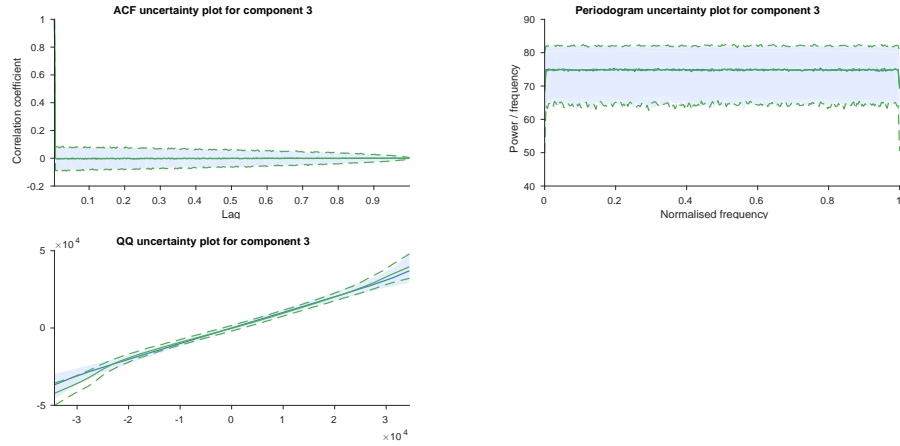 ACF uncertainty plot for component 3
1
0.8
0.6
0.4
0.2
0
-0.2
Correlation coefficient
0.1 0.2 0.3 0.4 0.5 0.6 0.7 0.8 0.9
Lag
Periodogram uncertainty plot for component 3
90
80
70
60
50
40
Power / frequency
0 0.2 0.4 0.6 0.8 1
Normalised frequency
QQ uncertainty plot for component 3
×10^4
5
0
-5
-3 -2 -1 0 1 2 3
×10^4